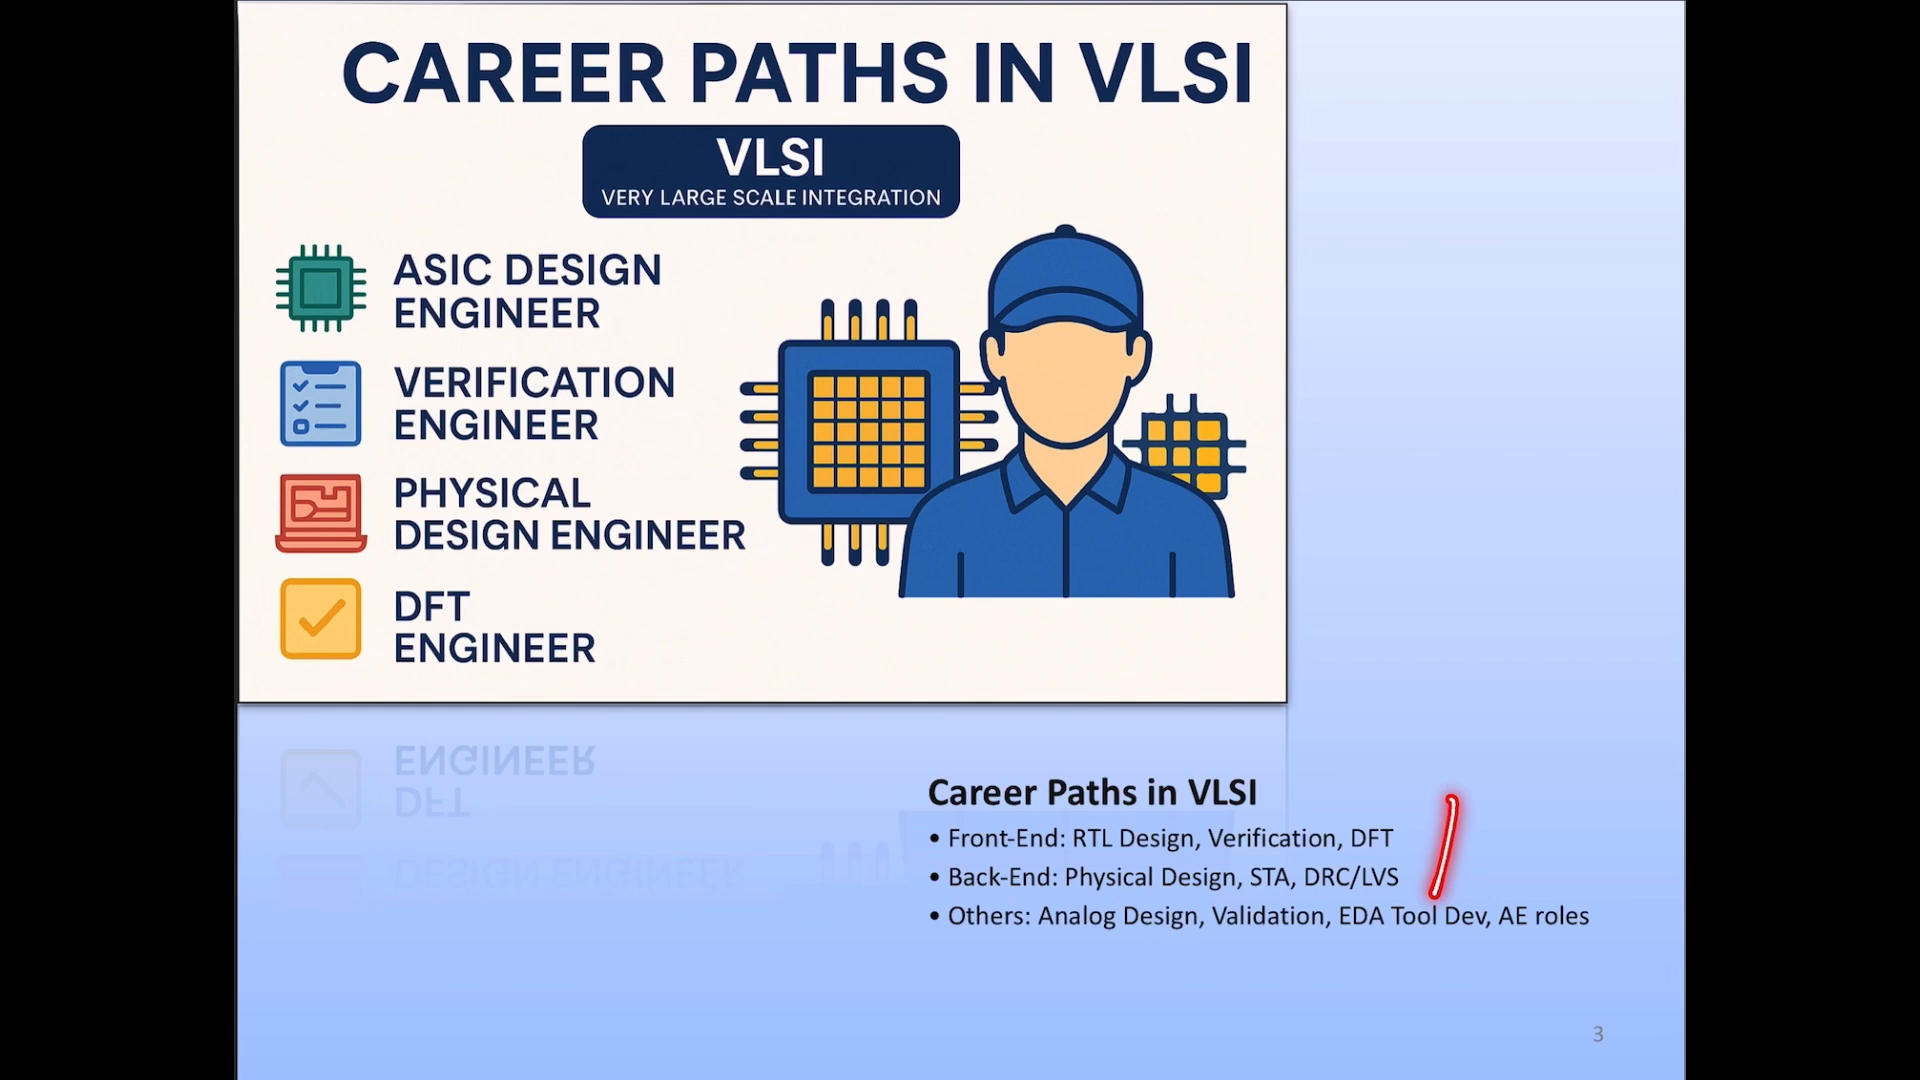 CAREER PATHS IN VLSI
VLSI
VERY LARGE SCALE INTEGRATION
ASIC DESIGN
ENGINEER
VERIFICATION
ENGINEER
PHYSICAL
DESIGN ENGINEER
DFT
ENGINEER
Career Paths in VLSI
• Front-End: RTL Design, Verification, DFT
• Back-End: Physical Design, STA, DRC/LVS
• Others: Analog Design, Validation, EDA Tool Dev, AE roles
3